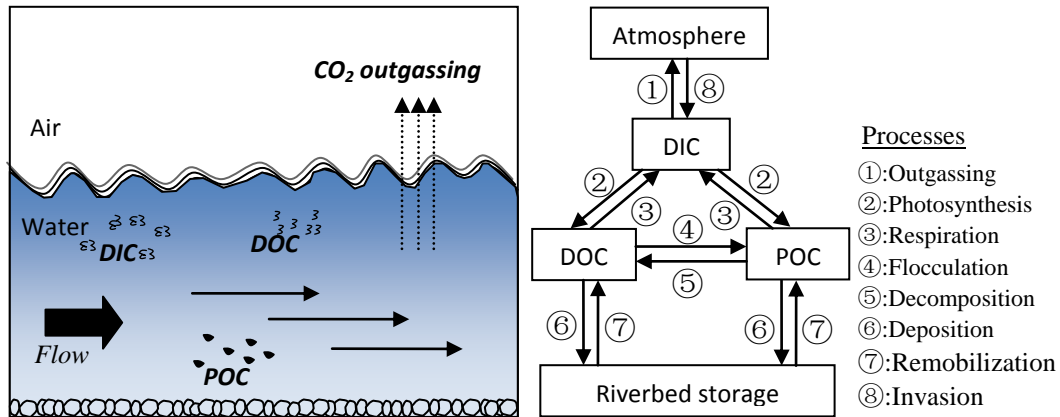 CO₂ outgassing
Air
Water
DIC
DOC
Flow
POC
Atmosphere
① ⑧
DIC
② ②
③ ③
DOC ④ POC
⑤
⑥ ⑦ ⑥ ⑦
Riverbed storage
Processes
①:Outgassing
②:Photosynthesis
③:Respiration
④:Flocculation
⑤:Decomposition
⑥:Deposition
⑦:Remobilization
⑧:Invasion